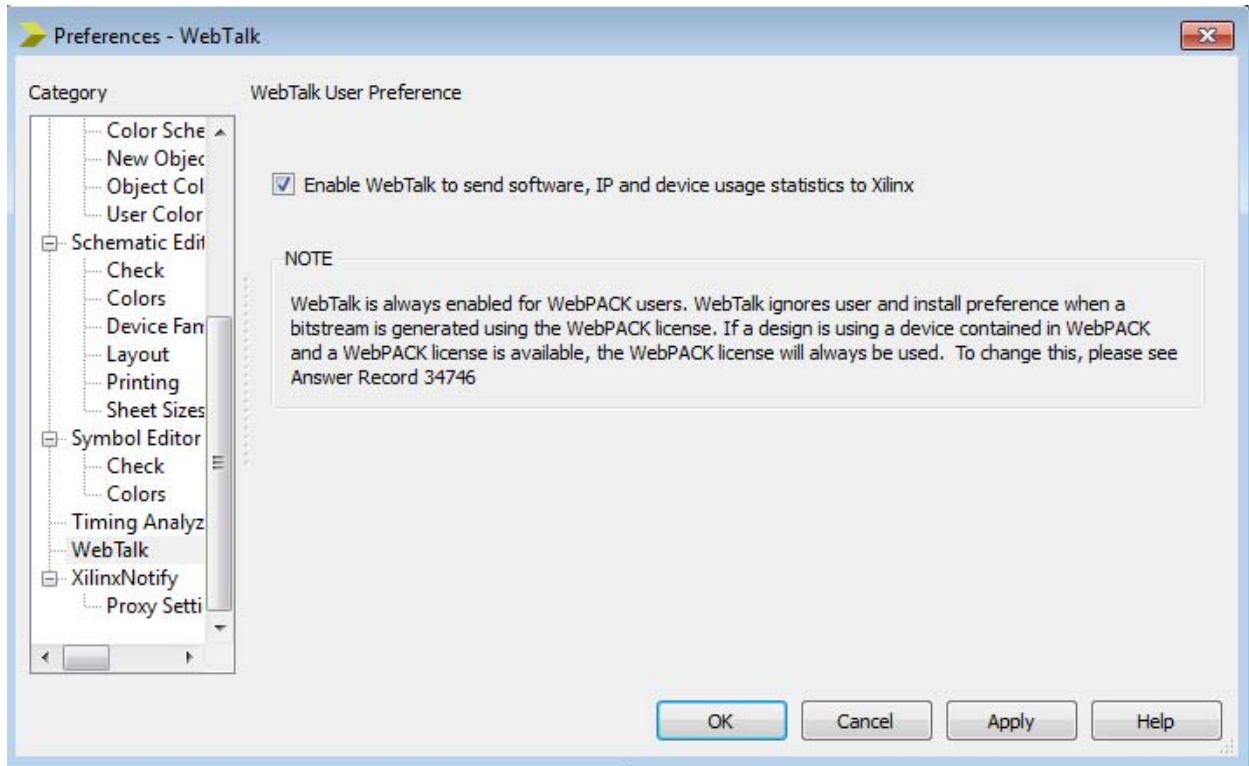 Preferences - WebTalk
Category
WebTalk User Preference
Color Sche
New Objec
Object Col
User Color
Schematic Edit
Check
Colors
Device Fan
Layout
Printing
Sheet Sizes
Symbol Editor
Check
Colors
Timing Analyz
WebTalk
XilinxNotify
Proxy Setti
Enable WebTalk to send software, IP and device usage statistics to Xilinx
NOTE
WebTalk is always enabled for WebPACK users. WebTalk ignores user and install preference when a
bitstream is generated using the WebPACK license. If a design is using a device contained in WebPACK
and a WebPACK license is available, the WebPACK license will always be used.  To change this, please see
Answer Record 34746
OK
Cancel
Apply
Help